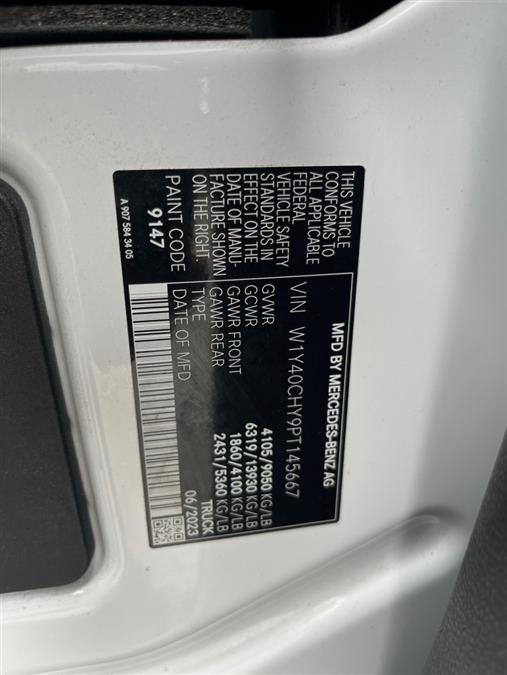 MFD BY MERCEDES-BENZ AG
VIN W1Y40CHY9PT145667
THIS VEHICLE
CONFORMS TO
ALL APPLICABLE
FEDERAL
VEHICLE SAFETY
STANDARDS IN
EFFECT ON THE
DATE OF MANU-
FACTURE SHOWN
ON THE RIGHT.
PAINT CODE
9147
GVWR 4105/9050 KG/LB
GCWR 6319/13930 KG/LB
GAWR FRONT 1860/4100 KG/LB
GAWR REAR 2431/5360 KG/LB
TYPE TRUCK
DATE OF MFD 06/2023
A 907 584 34 05